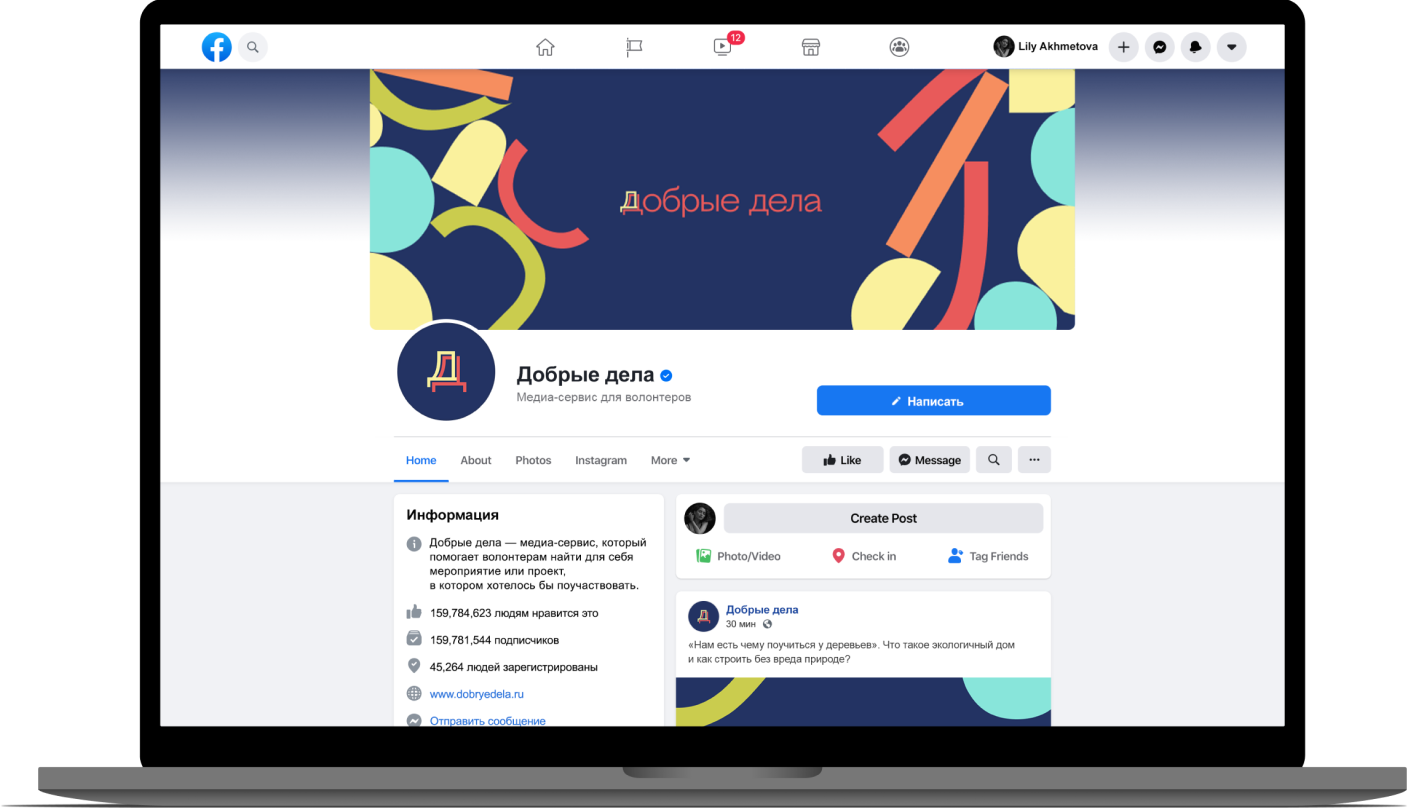 12
Lily Akhmetova
добрые дела
Д
Добрые дела
Медиа-сервис для волонтеров
Написать
Home About Photos Instagram More
Like Message
Информация
Добрые дела — медиа-сервис, который
помогает волонтерам найти для себя
мероприятие или проект,
в котором хотелось бы поучаствовать.
159,784,623 людям нравится это
159,781,544 подписчиков
45,264 людей зарегистрированы
www.dobryedela.ru
Отправить сообщение
Create Post
Photo/Video Check in Tag Friends
Д
Добрые дела
30 мин
«Нам есть чему поучиться у деревьев». Что такое экологичный дом
и как строить без вреда природе?